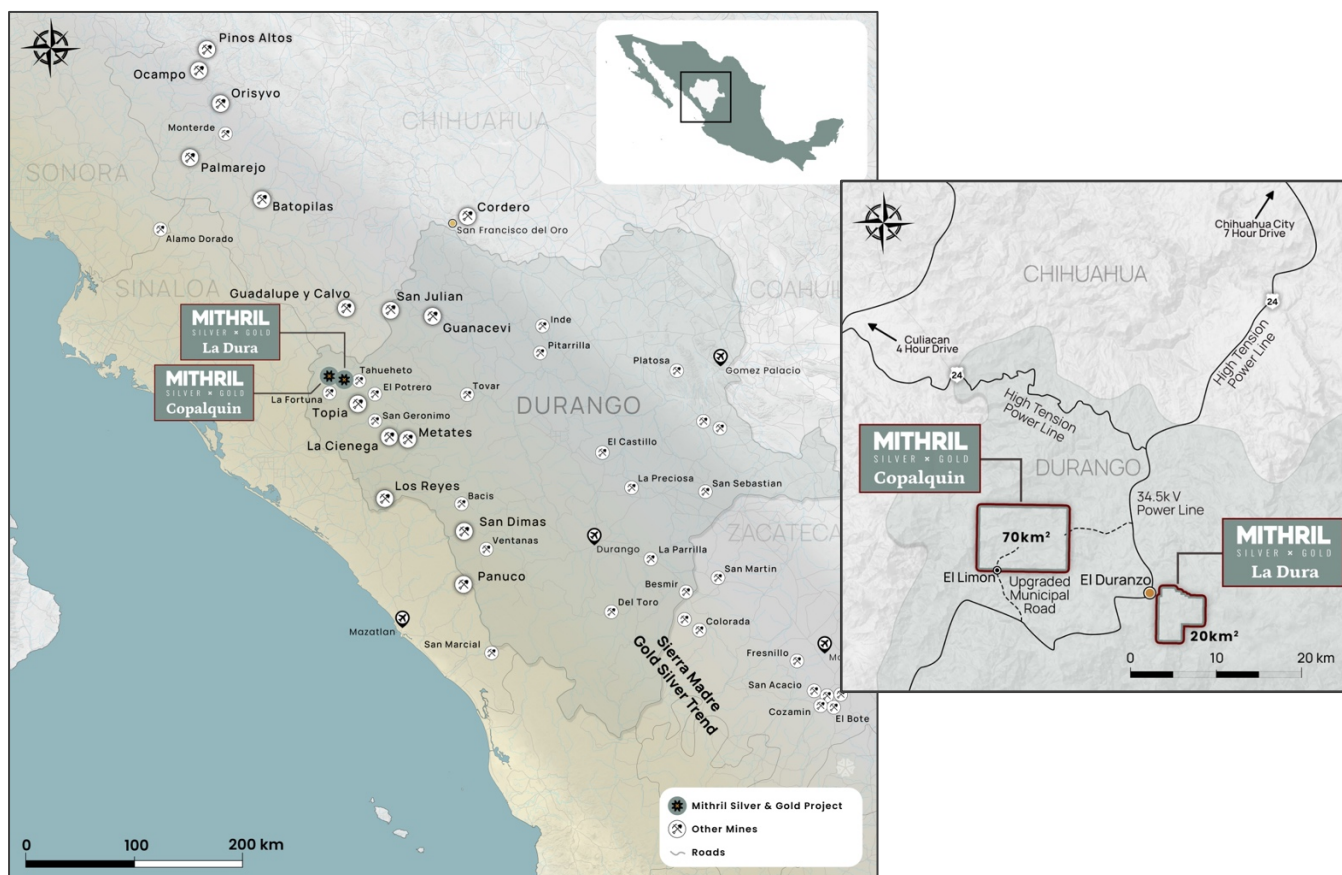 Pinos Altos
Ocampo
Orisyvo
Monterde
CHIHUAHUA
SONORA
Palmarejo
Batopilas
Cordero
San Francisco del Oro
Alamo Dorado
SINALOA
Guadalupe y Calvo
San Julian
COAHUIL
Guanacevi
Inde
MITHRIL
SILVER × GOLD
La Dura
Pitarrilla
Platosa
Gomez Palacio
MITHRIL
SILVER × GOLD
Copalquin
Tahueheto
La Fortuna
El Potrero
Tovar
Topia
DURANGO
San Geronimo
La Cienega
Metates
El Castillo
Los Reyes
Bacis
La Preciosa
San Sebastian
San Dimas
Ventanas
Durango
La Parrilla
ZACATECA
Panuco
Besmir
San Martin
Mazatlan
Del Toro
Colorada
San Marcial
Sierra Madre
Gold Silver Trend
Fresnillo
San Acacio
Cozamin
El Bote
Mithril Silver & Gold Project
Other Mines
Roads
0 100 200 km
Chihuahua City
7 Hour Drive
CHIHUAHUA
24
Culiacan
4 Hour Drive
High Tension
Power Line
24
High Tension
Power Line
MITHRIL
SILVER × GOLD
Copalquin
DURANGO
34.5k V
Power Line
70km²
MITHRIL
SILVER × GOLD
La Dura
El Limon
Upgraded
Municipal
Road
El Duranzo
20km²
0 10 20 km